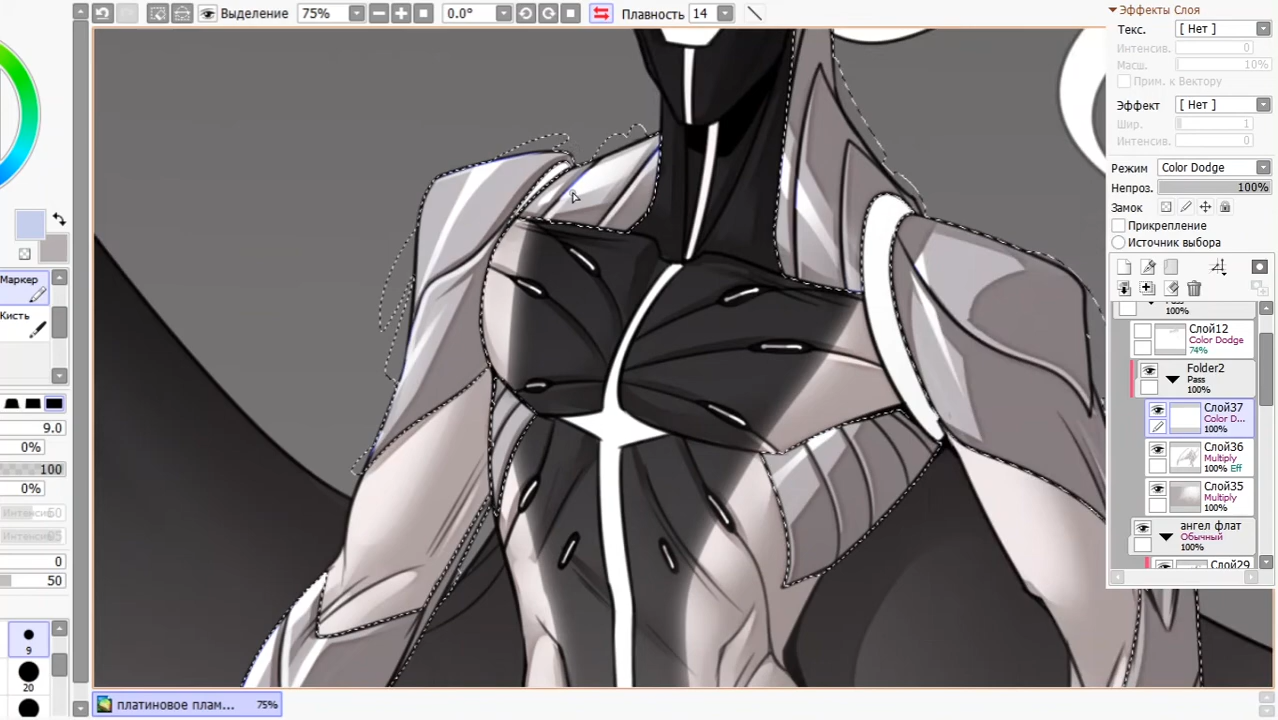 Выделение 75% 0.0° Плавность 14
Маркер
Кисть
9.0
0%
100
0%
0
50
9
20
Эффекты Слоя
Текс. [ Нет ]
Интенсив. 0
Масш. 10%
Прим. к Вектору
Эффект [ Нет ]
Шир. 1
Интенсив. 0
Режим Color Dodge
Непроз. 100%
Замок
Прикрепление
Источник выбора
Pass
100%
Слой12
Color Dodge
74%
Folder2
Pass
100%
Слой37
Color D...
100%
Слой36
Multiply
100% Eff
Слой35
Multiply
100%
ангел флат
Обычный
100%
Слой29
платиновое плам... 75%